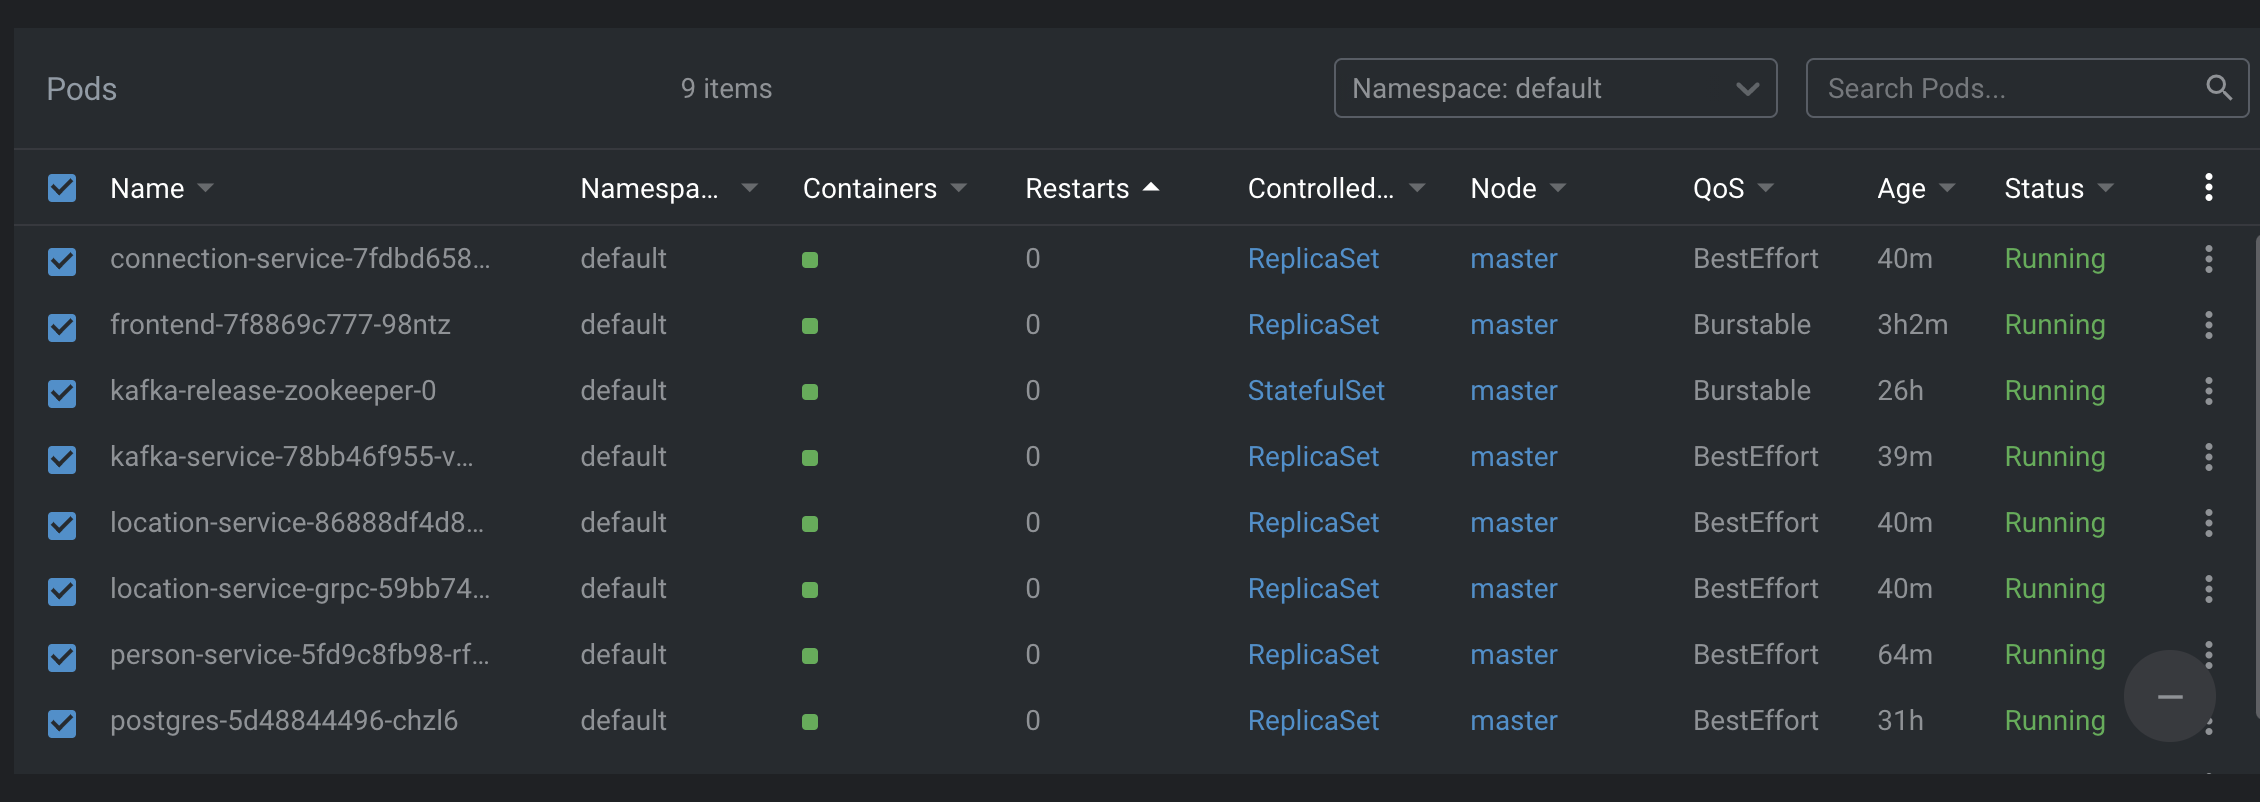 Pods 9 items Namespace: default Search Pods...
Name Namespa... Containers Restarts Controlled... Node QoS Age Status
connection-service-7fdbd658... default 0 ReplicaSet master BestEffort 40m Running
frontend-7f8869c777-98ntz default 0 ReplicaSet master Burstable 3h2m Running
kafka-release-zookeeper-0 default 0 StatefulSet master Burstable 26h Running
kafka-service-78bb46f955-v... default 0 ReplicaSet master BestEffort 39m Running
location-service-86888df4d8... default 0 ReplicaSet master BestEffort 40m Running
location-service-grpc-59bb74... default 0 ReplicaSet master BestEffort 40m Running
person-service-5fd9c8fb98-rf... default 0 ReplicaSet master BestEffort 64m Running
postgres-5d48844496-chzl6 default 0 ReplicaSet master BestEffort 31h Running